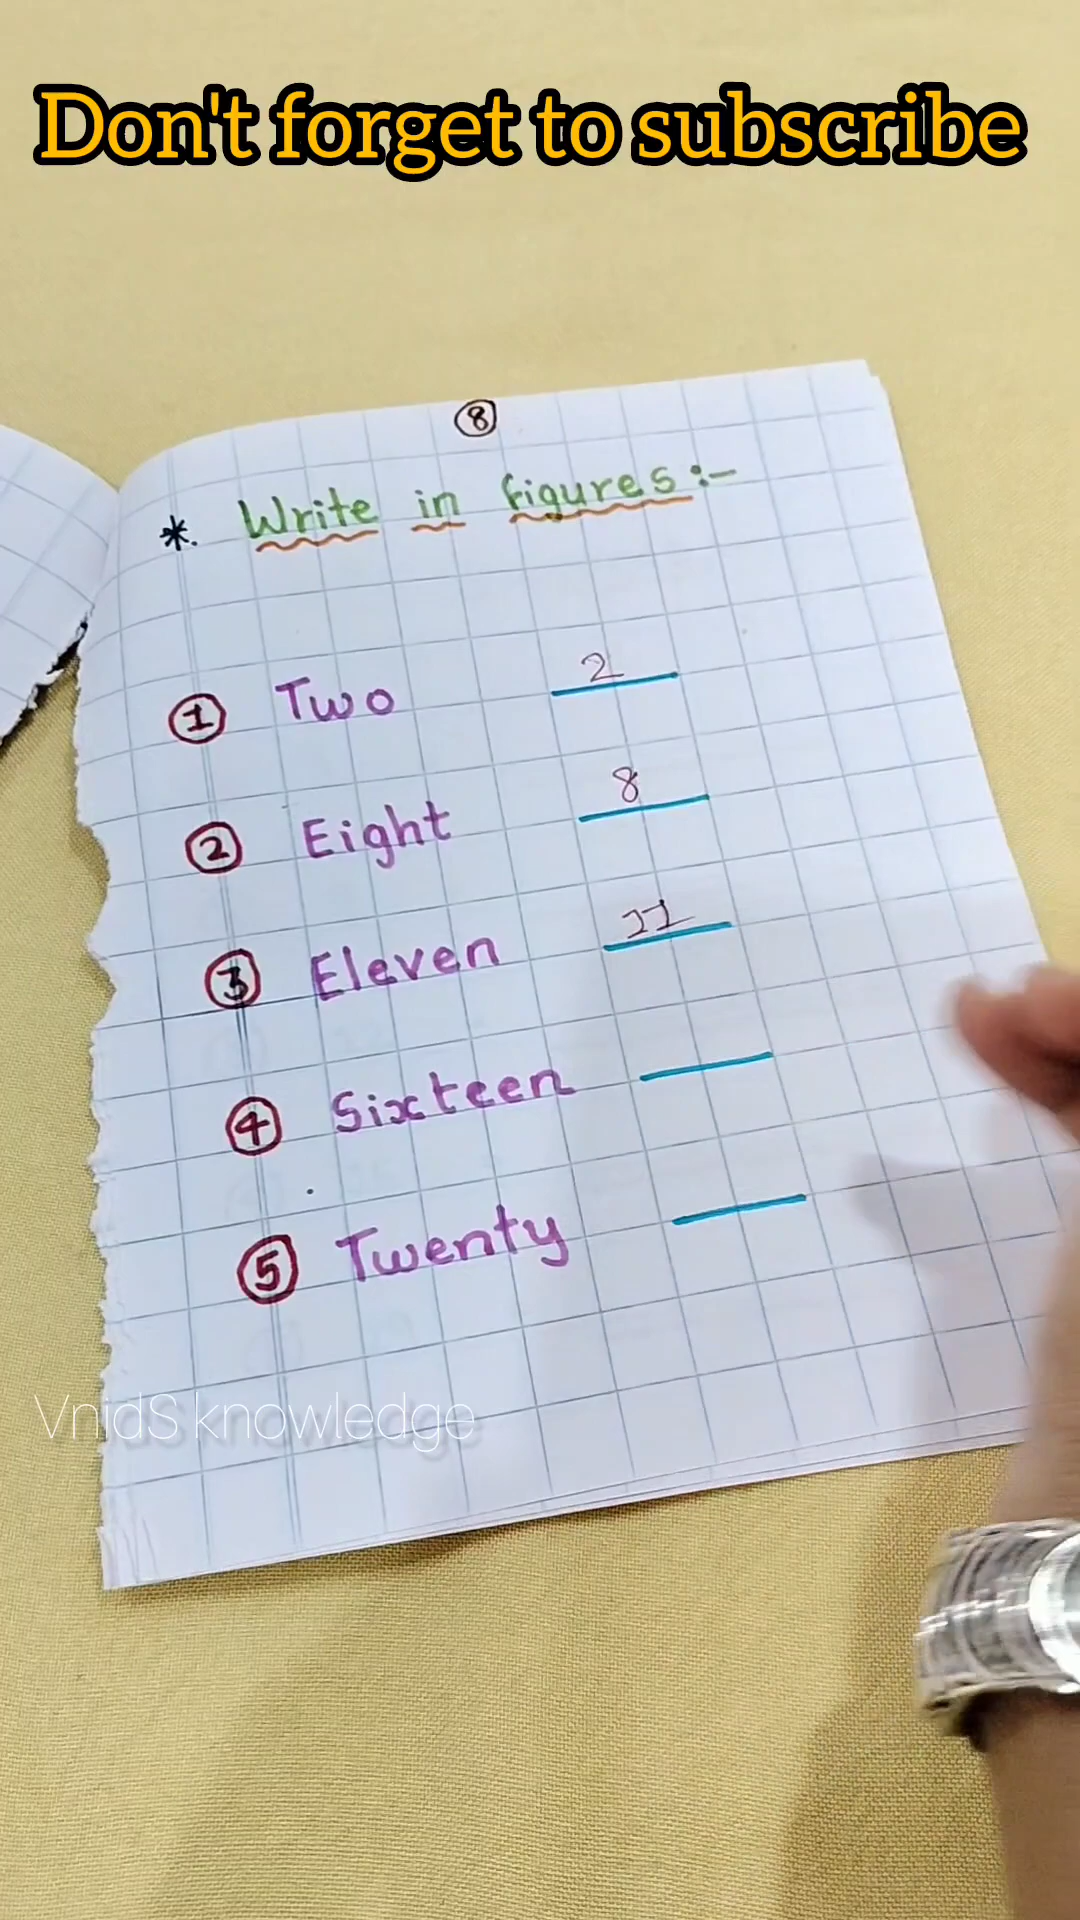 Don't forget to subscribe
8
*. Write in figures:-
1 Two 2
2 Eight 8
3 Eleven 11
4 Sixteen
5 Twenty
VnidS knowledge